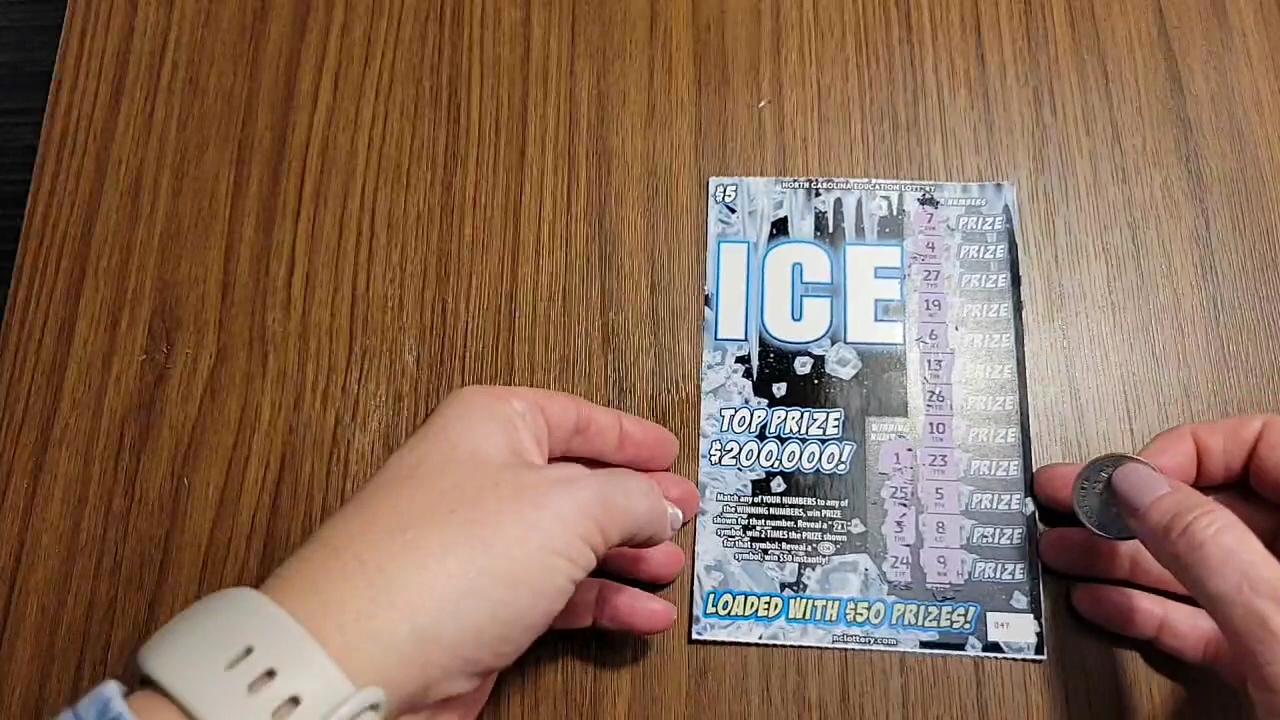 $5
NORTH CAROLINA EDUCATION LOTTERY
NUMBERS
7 PRIZE
4 PRIZE
27 PRIZE
19 PRIZE
6 PRIZE
13 PRIZE
26 PRIZE
10 PRIZE
23 PRIZE
5 PRIZE
8 PRIZE
9 PRIZE
ICE
TOP PRIZE
$200,000!
WINNING
1
25
3
24
Match any of YOUR NUMBERS to any of
the WINNING NUMBERS, win PRIZE
shown for that number. Reveal a "2X"
symbol, win 2 TIMES the PRIZE shown
for that symbol. Reveal a "
symbol, win $50 instantly!
LOADED WITH $50 PRIZES!
047
nclottery.com